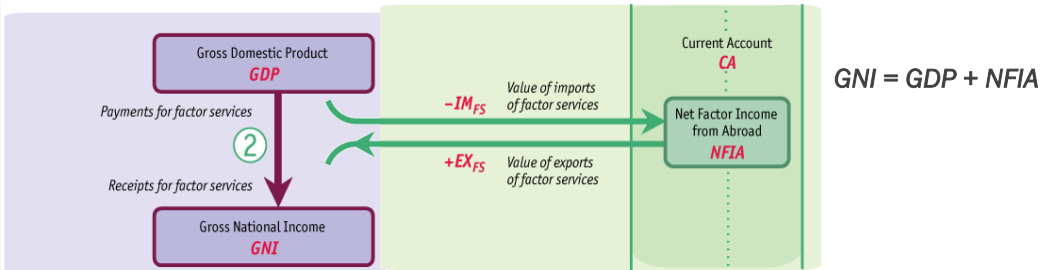 Gross Domestic Product
GDP
Payments for factor services
2
Receipts for factor services
Gross National Income
GNI
–IM_FS
Value of imports
of factor services
+EX_FS
Value of exports
of factor services
Current Account
CA
Net Factor Income
from Abroad
NFIA
GNI = GDP + NFIA